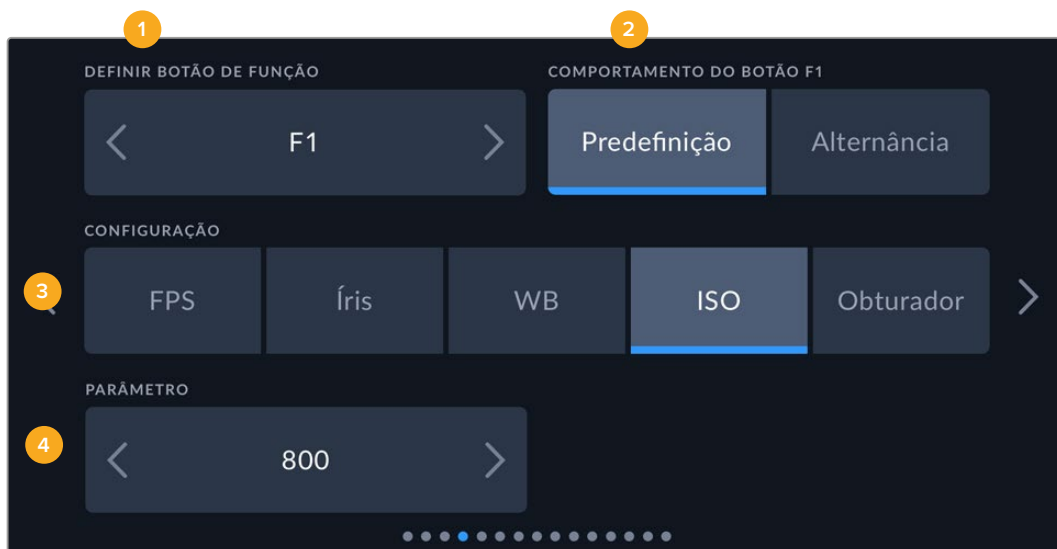 1 2
DEFINIR BOTÃO DE FUNÇÃO COMPORTAMENTO DO BOTÃO F1
F1 Predefinição Alternância
CONFIGURAÇÃO
3 FPS Íris WB ISO Obturador
PARÂMETRO
4 800